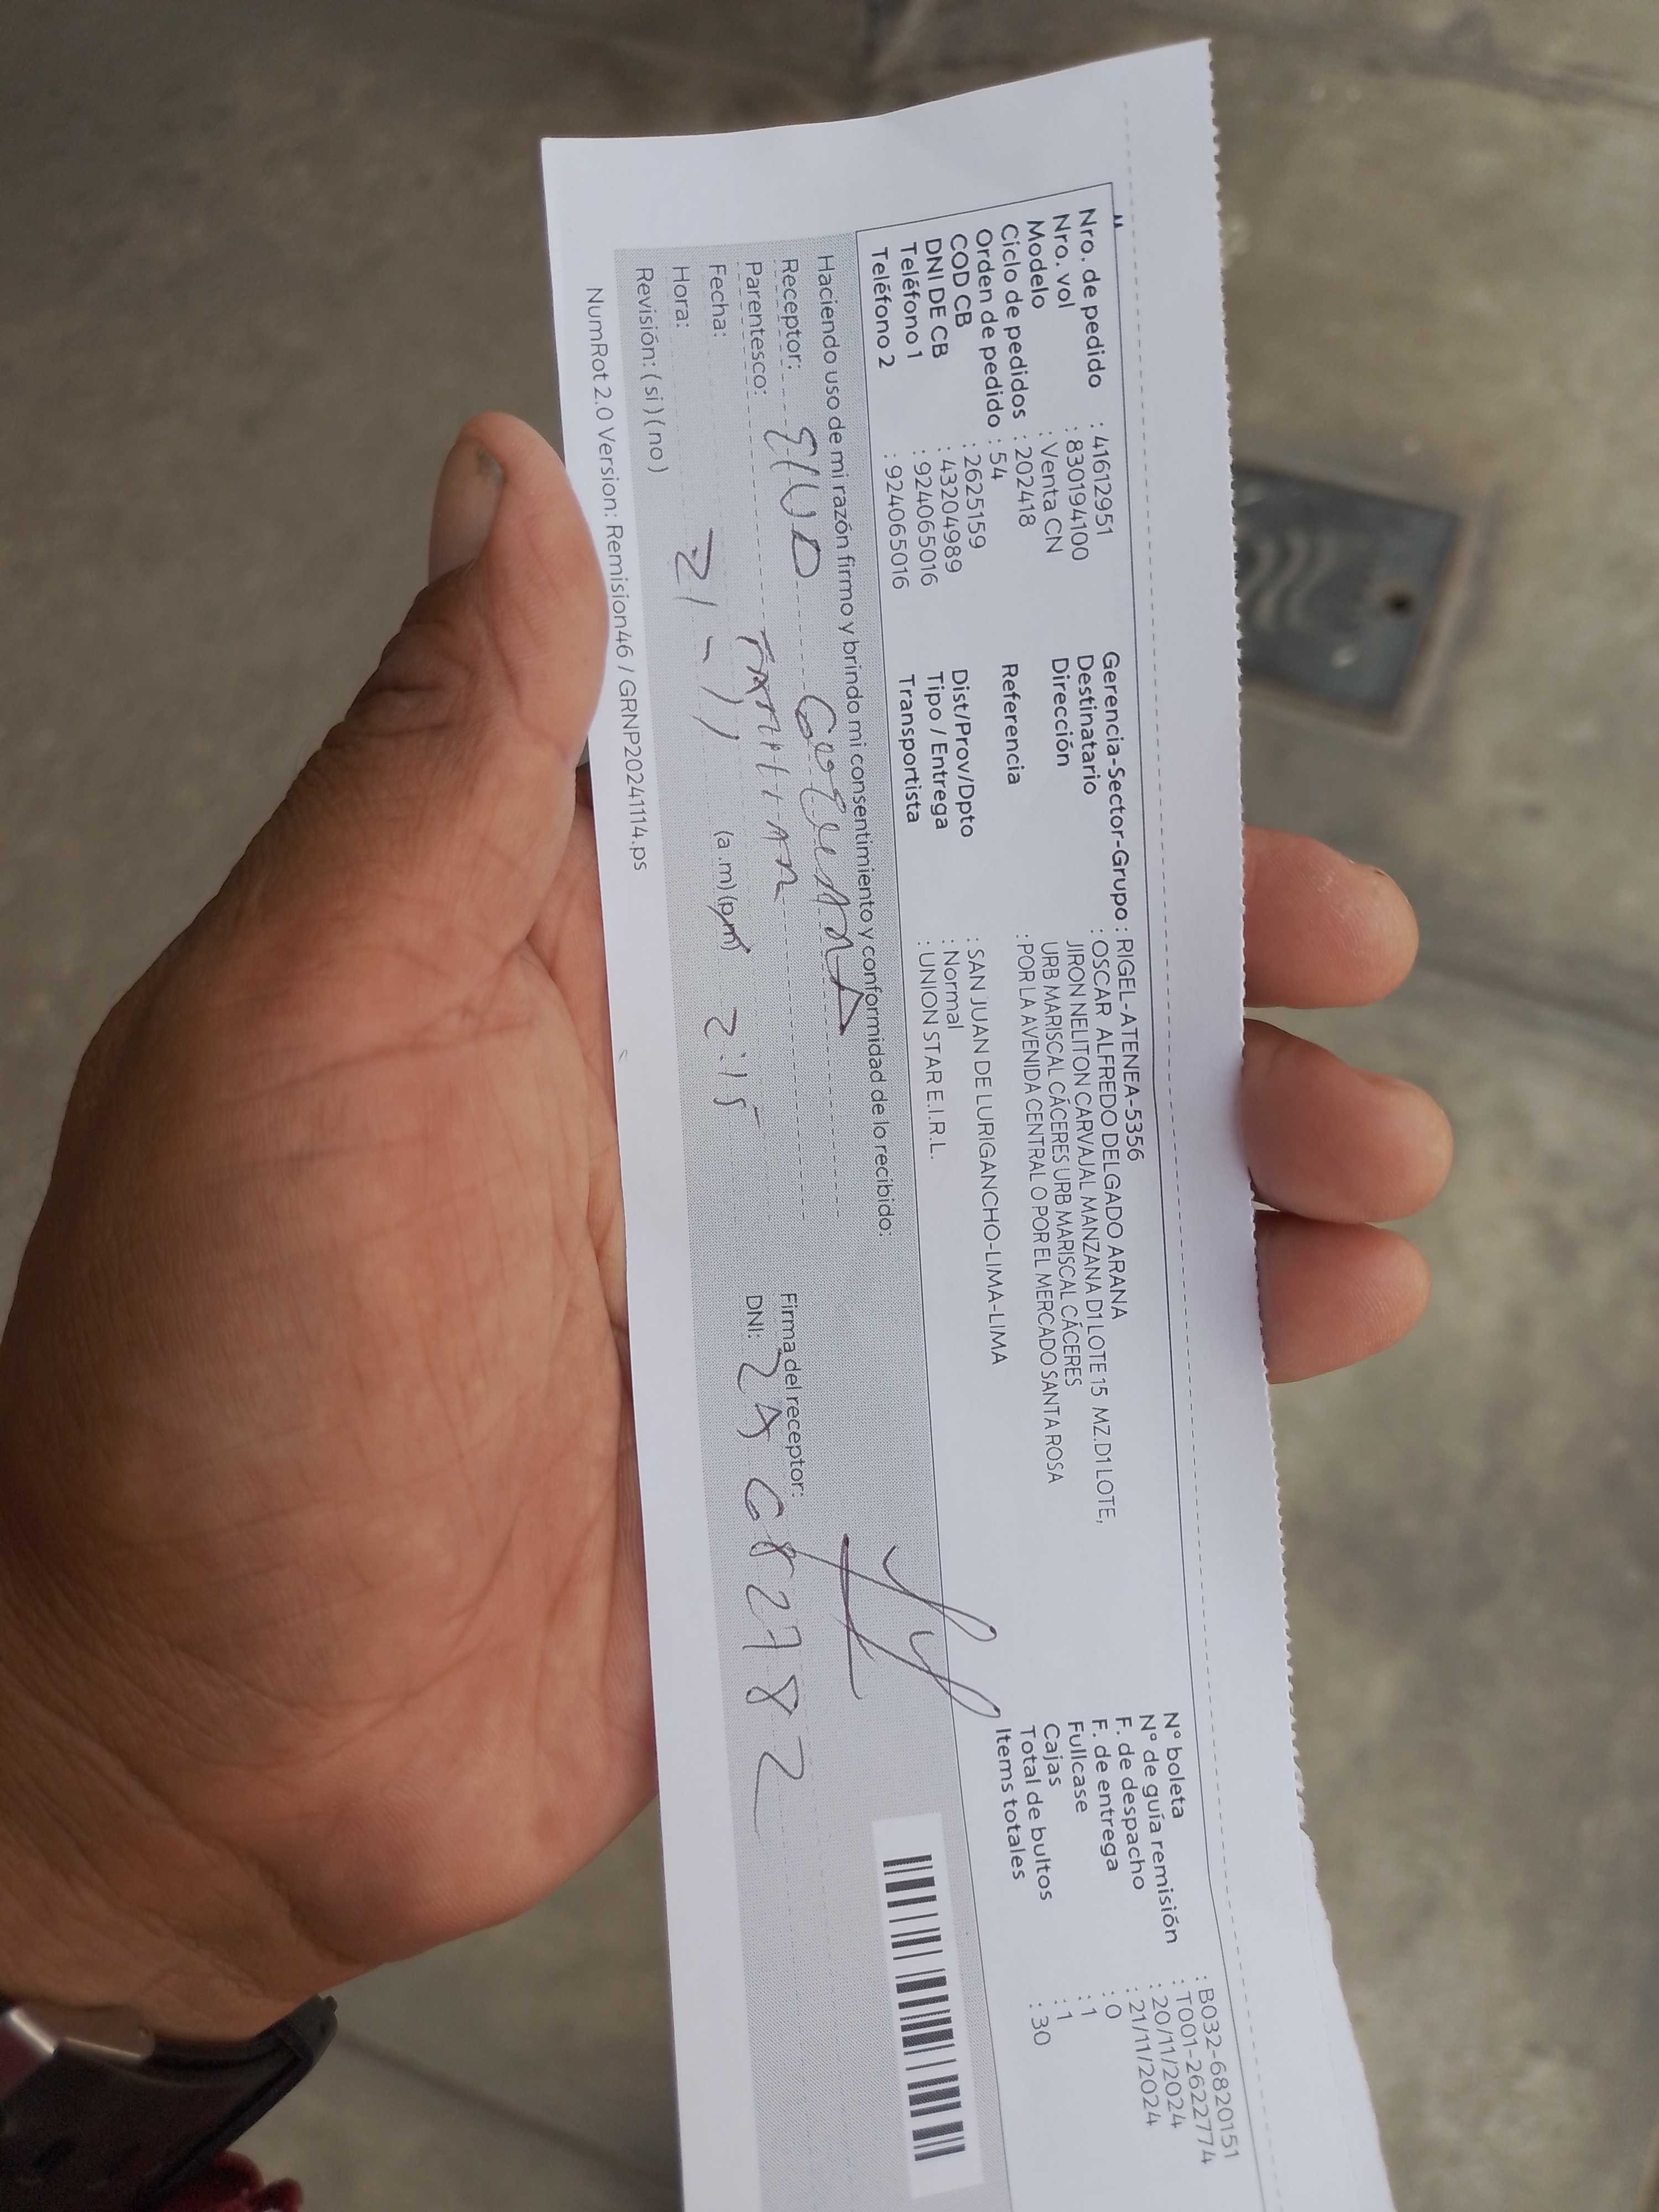 Nro. de pedido : 41612951
Nro. vol : 830194100
Modelo : Venta CN
Ciclo de pedidos : 202418
Orden de pedido : 54
COD CB : 2625159
DNI DE CB : 43204989
Teléfono 1 : 924065016
Teléfono 2 : 924065016
Gerencia-Sector-Grupo : RIGEL-ATENEA-5356
Destinatario : OSCAR ALFREDO DELGADO ARANA
Dirección JIRON NELITON CARVAJAL MANZANA D1 LOTE 15 MZ.D1 LOTE,
URB MARISCAL CÁCERES URB MARISCAL CÁCERES
Referencia : POR LA AVENIDA CENTRAL O POR EL MERCADO SANTA ROSA
Dist/Prov/Dpto : SAN JUAN DE LURIGANCHO-LIMA-LIMA
Tipo / Entrega : Normal
Transportista : UNION STAR E.I.R.L.
N° boleta : B032-6820151
N° de guía remisión : T001-2622774
F. de despacho : 20/11/2024
F. de entrega : 21/11/2024
Fullcase : 0
Cajas : 1
Total de bultos : 1
Items totales : 30
Haciendo uso de mi razón firmo y brindo mi consentimiento y conformidad de lo recibido:
Receptor:
Parentesco:
Fecha: 21-11
Hora: (a.m) (pm) 2:15
Revisión: ( si ) ( no )
Firma del receptor:
DNI:
NumRot 2.0 Version: Remision46 / GRNP20241114.ps